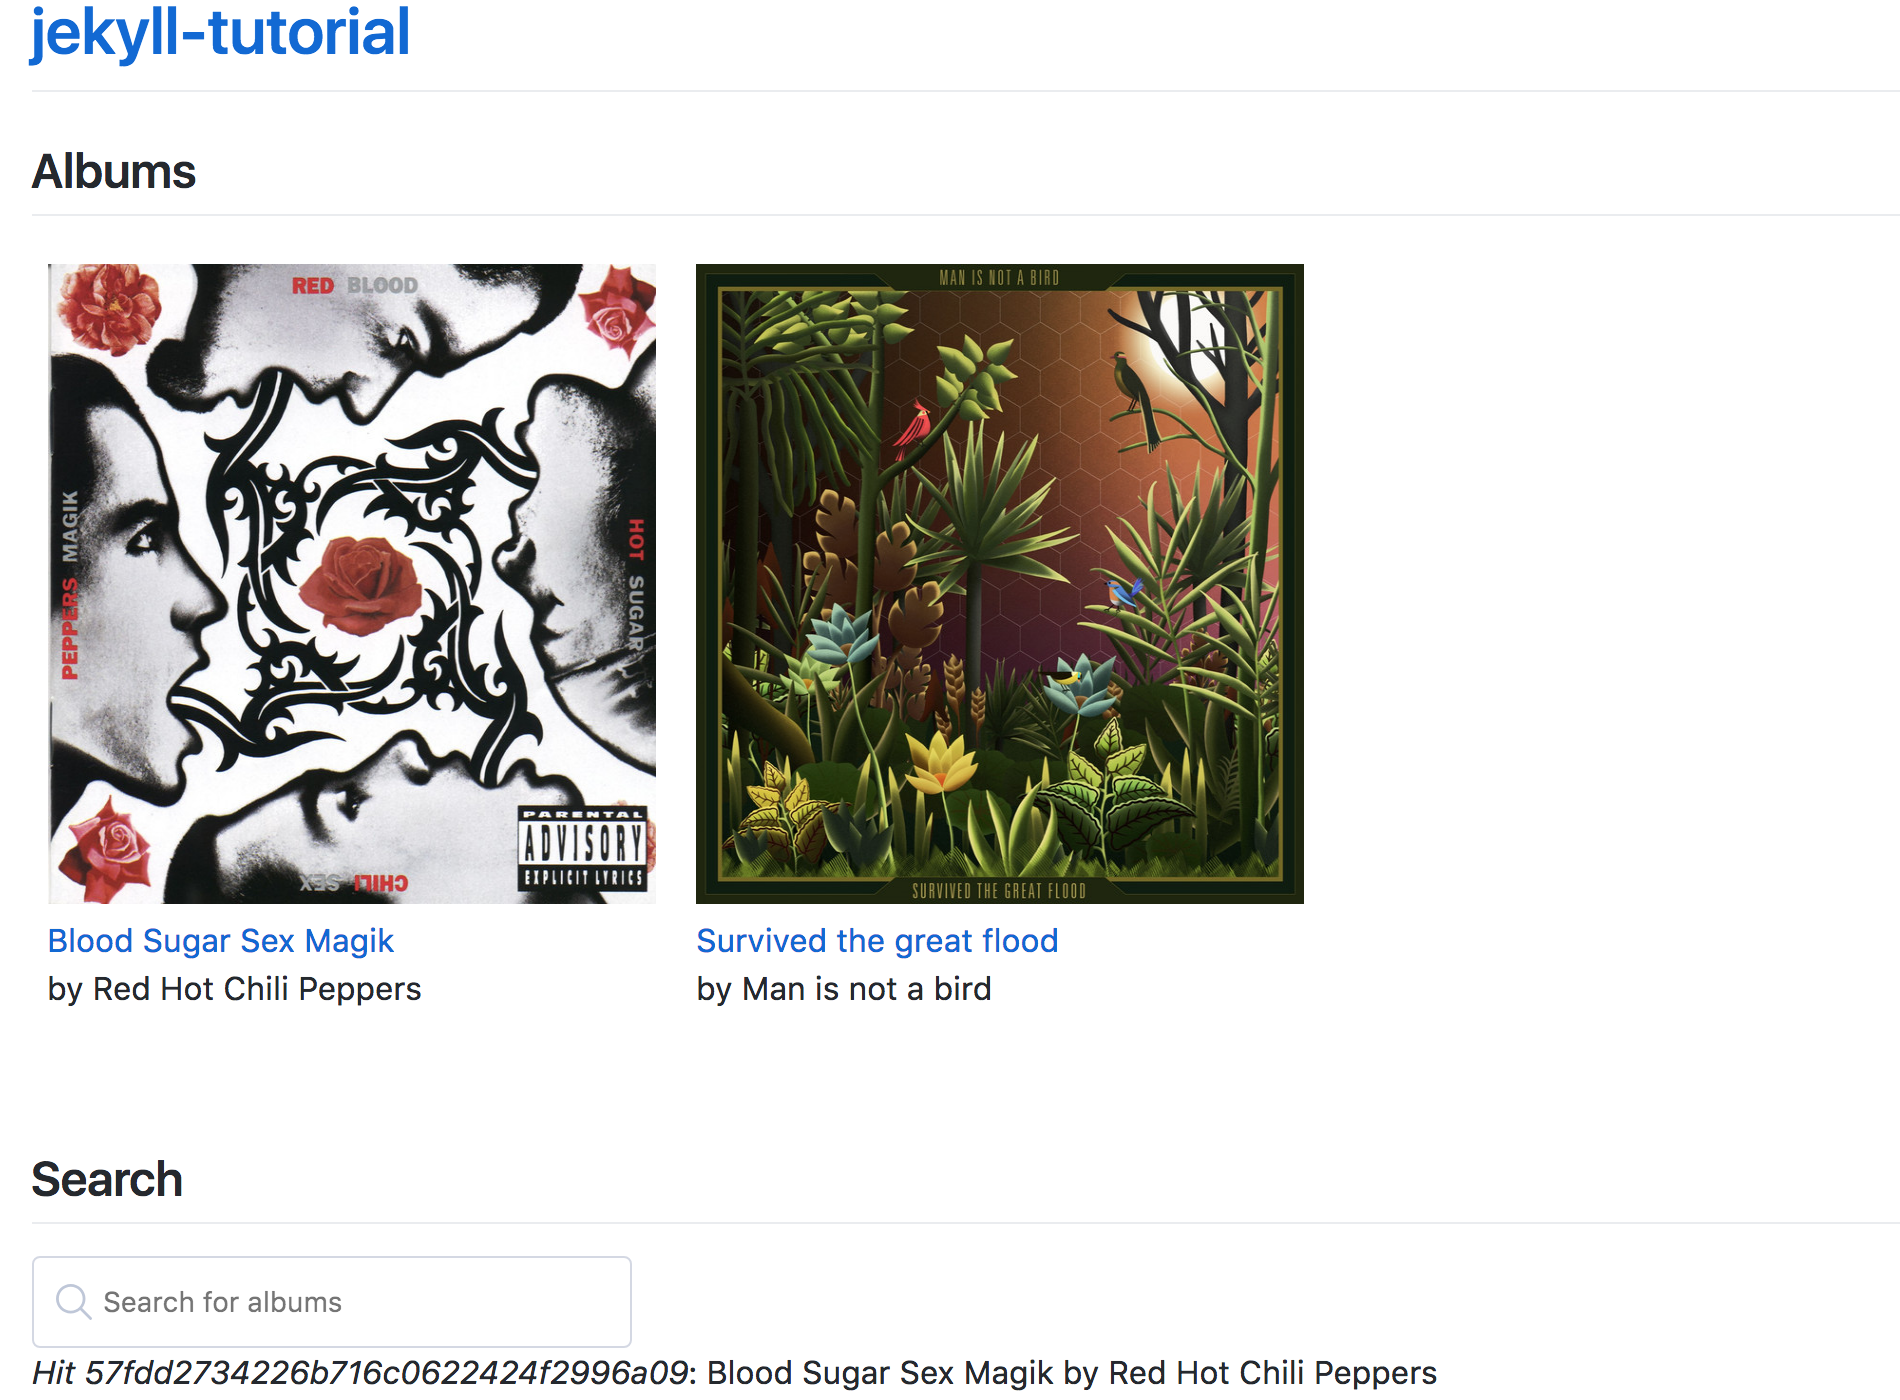 jekyll-tutorial
Albums
RED BLOOD
HOT SUGAR
CHILI SEX
PEPPERS MAGIK
PARENTAL
ADVISORY
EXPLICIT LYRICS
MAN IS NOT A BIRD
SURVIVED THE GREAT FLOOD
Blood Sugar Sex Magik
by Red Hot Chili Peppers
Survived the great flood
by Man is not a bird
Search
Search for albums
Hit 57fdd2734226b716c0622424f2996a09: Blood Sugar Sex Magik by Red Hot Chili Peppers